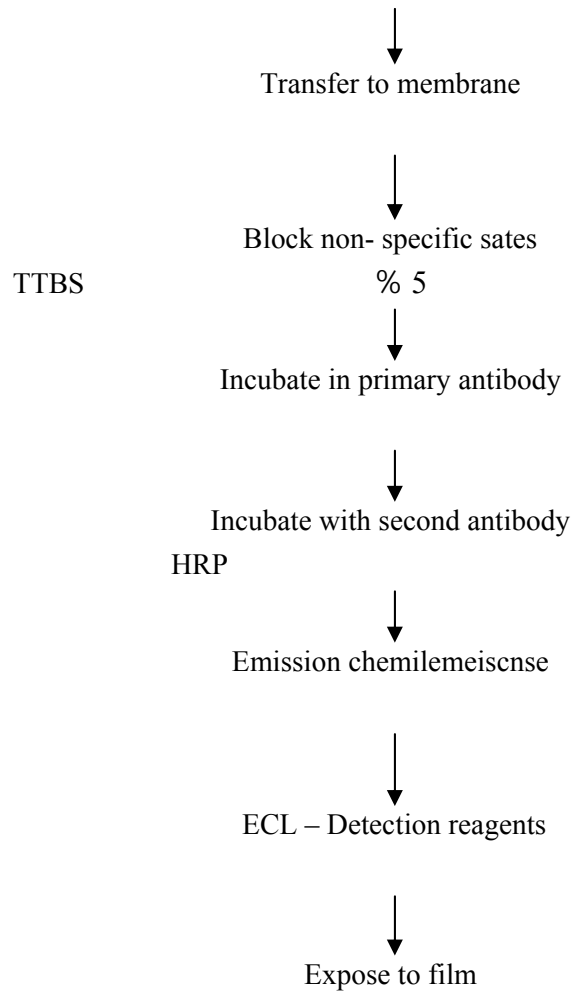 Transfer to membrane
Block non- specific sates
TTBS % 5
Incubate in primary antibody
Incubate with second antibody
HRP
Emission chemilemeiscnse
ECL – Detection reagents
Expose to film